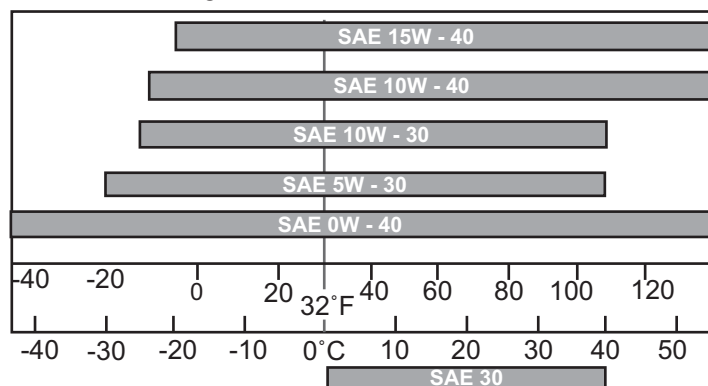 SAE 15W - 40
SAE 10W - 40
SAE 10W - 30
SAE 5W - 30
SAE 0W - 40
-40 -20 0 20 32˚F 40 60 80 100 120
-40 -30 -20 -10 0˚C 10 20 30 40 50
SAE 30